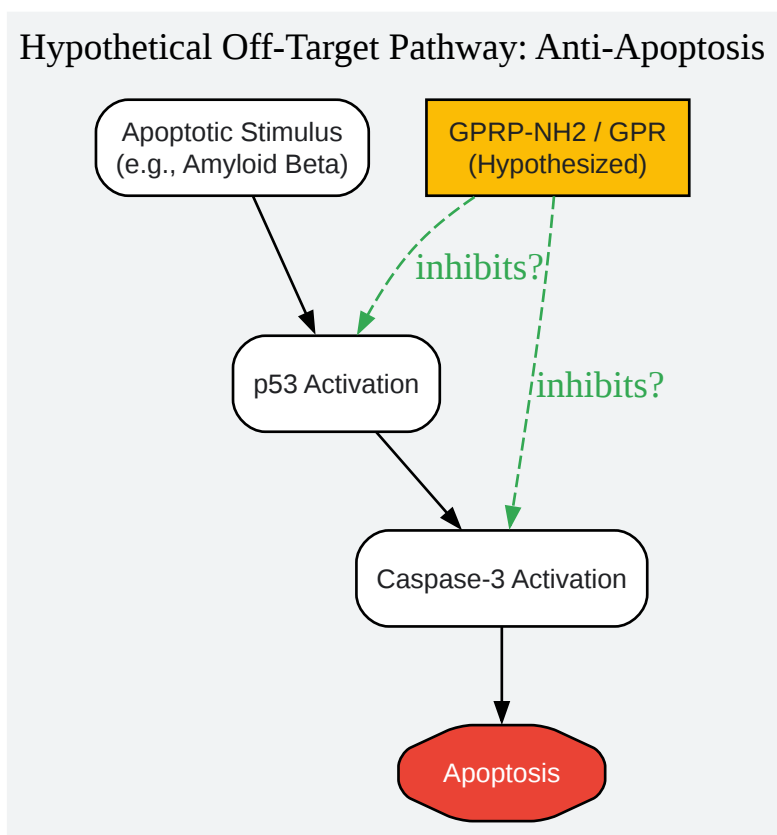 Hypothetical Off-Target Pathway: Anti-Apoptosis
Apoptotic Stimulus
(e.g., Amyloid Beta)
GPRP-NH2 / GPR
(Hypothesized)
inhibits?
p53 Activation
inhibits?
Caspase-3 Activation
Apoptosis